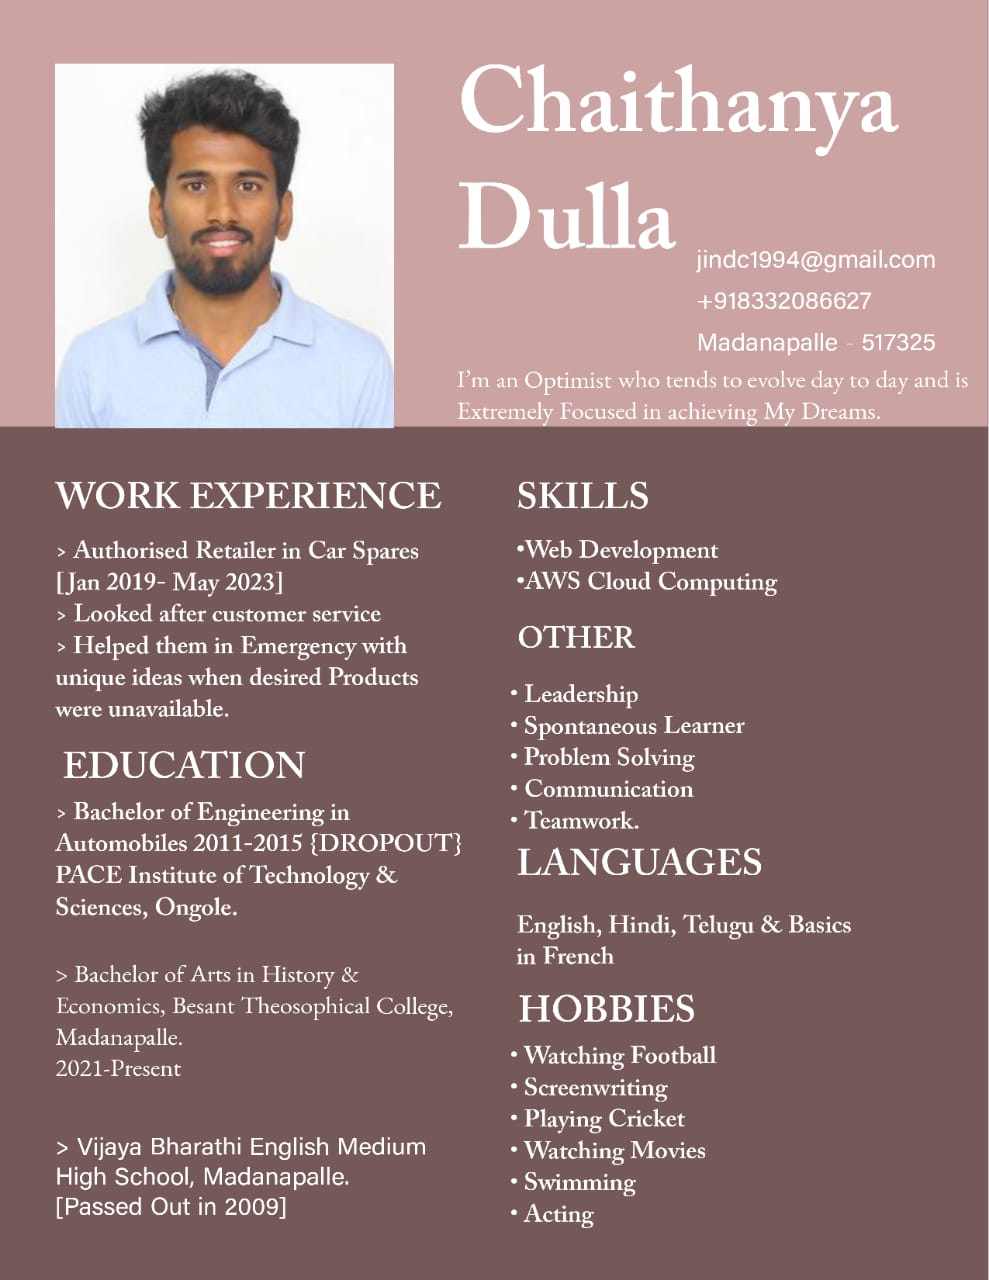 Chaithanya
Dulla
jindc1994@gmail.com
+918332086627
Madanapalle - 517325
I'm an Optimist who tends to evolve day to day and is
Extremely Focused in achieving My Dreams.
WORK EXPERIENCE
> Authorised Retailer in Car Spares
[Jan 2019- May 2023]
> Looked after customer service
> Helped them in Emergency with
unique ideas when desired Products
were unavailable.
EDUCATION
> Bachelor of Engineering in
Automobiles 2011-2015 {DROPOUT}
PACE Institute of Technology &
Sciences, Ongole.
> Bachelor of Arts in History &
Economics, Besant Theosophical College,
Madanapalle.
2021-Present
> Vijaya Bharathi English Medium
High School, Madanapalle.
[Passed Out in 2009]
SKILLS
•Web Development
•AWS Cloud Computing
OTHER
• Leadership
• Spontaneous Learner
• Problem Solving
• Communication
• Teamwork.
LANGUAGES
English, Hindi, Telugu & Basics
in French
HOBBIES
• Watching Football
• Screenwriting
• Playing Cricket
• Watching Movies
• Swimming
• Acting